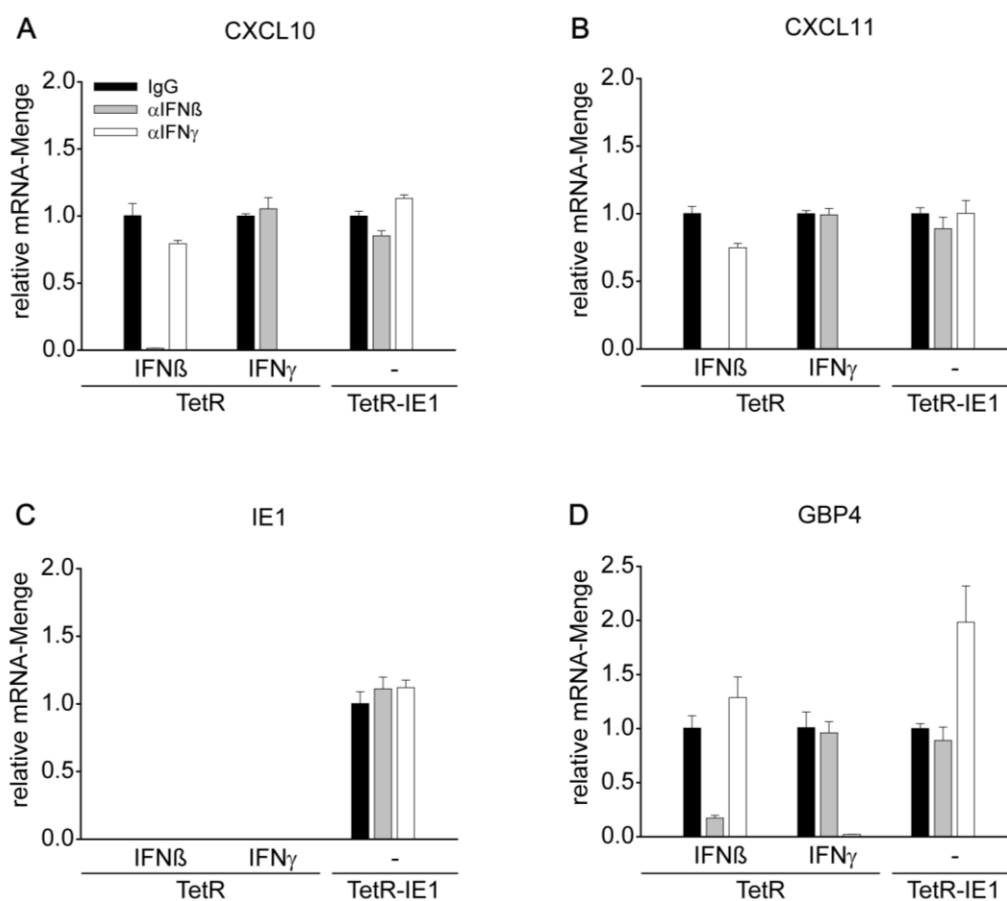 A
CXCL10
relative mRNA-Menge
2.0
1.5
1.0
0.5
0.0
IgG
αIFNß
αIFNγ
IFNß IFNγ -
TetR TetR-IE1
B
CXCL11
relative mRNA-Menge
2.0
1.5
1.0
0.5
0.0
IFNß IFNγ -
TetR TetR-IE1
C
IE1
relative mRNA-Menge
2.0
1.5
1.0
0.5
0.0
IFNß IFNγ -
TetR TetR-IE1
D
GBP4
relative mRNA-Menge
2.5
2.0
1.5
1.0
0.5
0.0
IFNß IFNγ -
TetR TetR-IE1